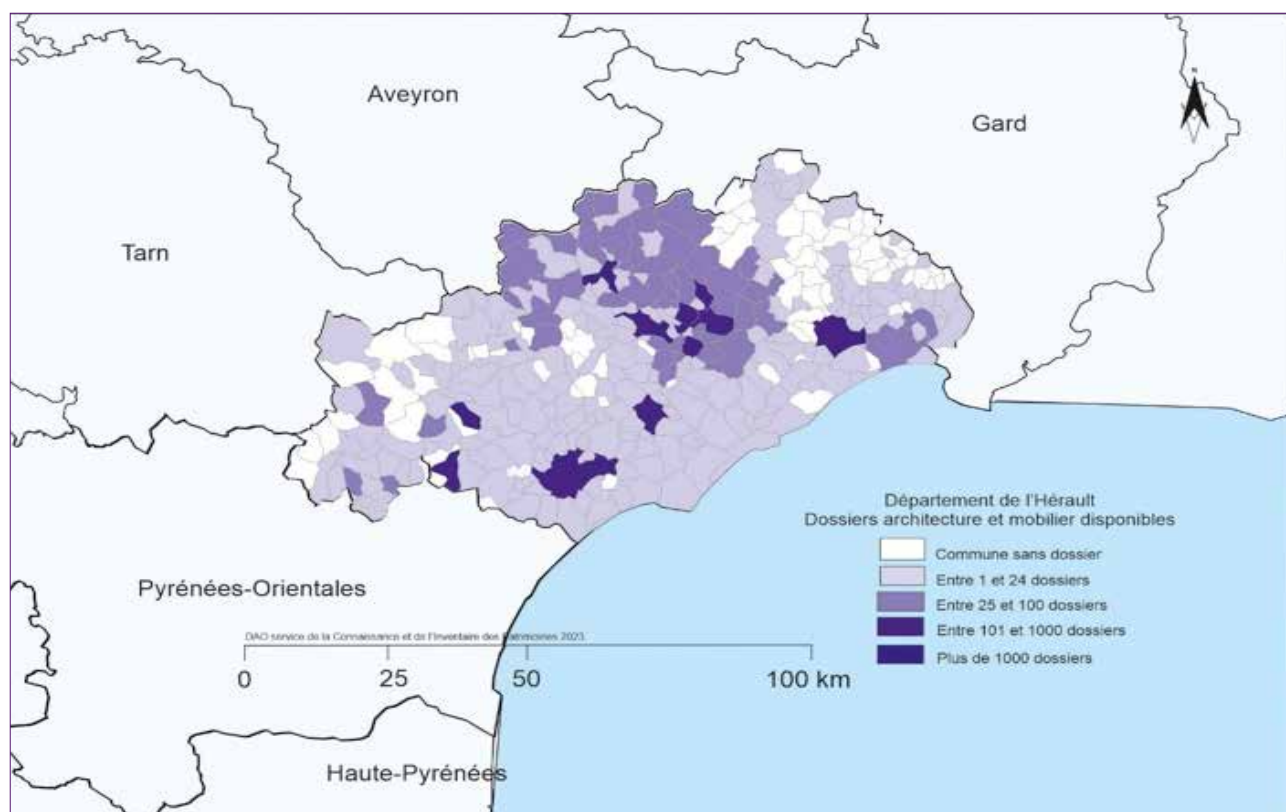 Aveyron
Gard
N
Tarn
Département de l'Hérault
Dossiers architecture et mobilier disponibles
Commune sans dossier
Entre 1 et 24 dossiers
Entre 25 et 100 dossiers
Entre 101 et 1000 dossiers
Plus de 1000 dossiers
Pyrénées-Orientales
DAO service de la Connaissance et de l'Inventaire des Patrimoines 2023
0 25 50 100 km
Haute-Pyrénées